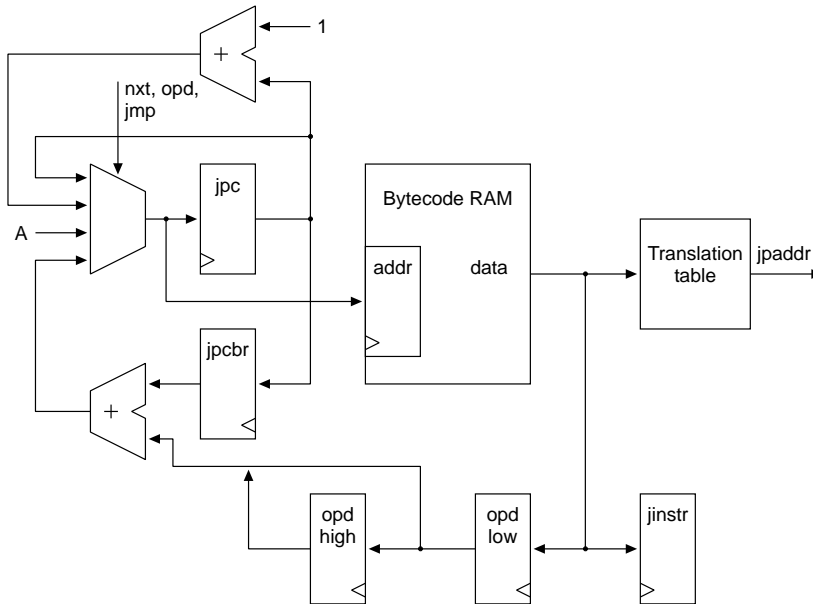 1
+
nxt, opd,
jmp
jpc
Bytecode RAM
A
addr
data
Translation
table
jpaddr
jpcbr
+
opd
high
opd
low
jinstr